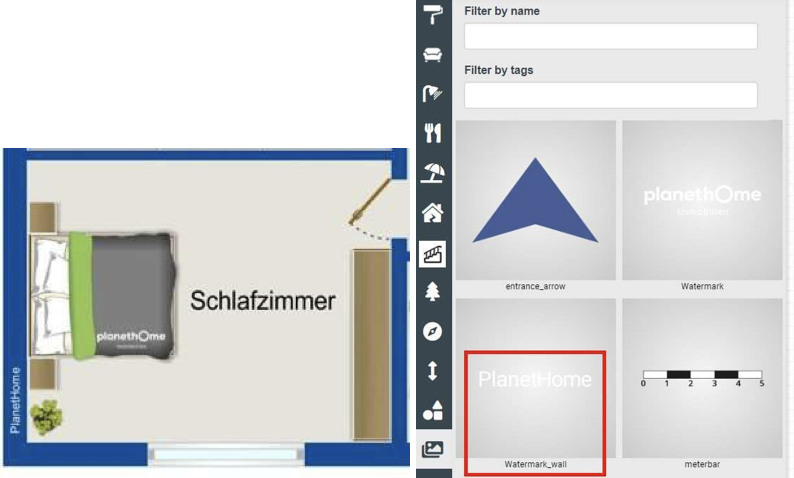 Schlafzimmer
planethOme
PlanetHome
Filter by name
Filter by tags
entrance_arrow
planethOme
Immobilien
Watermark
PlanetHome
Watermark_wall
0 1 2 3 4 5
meterbar